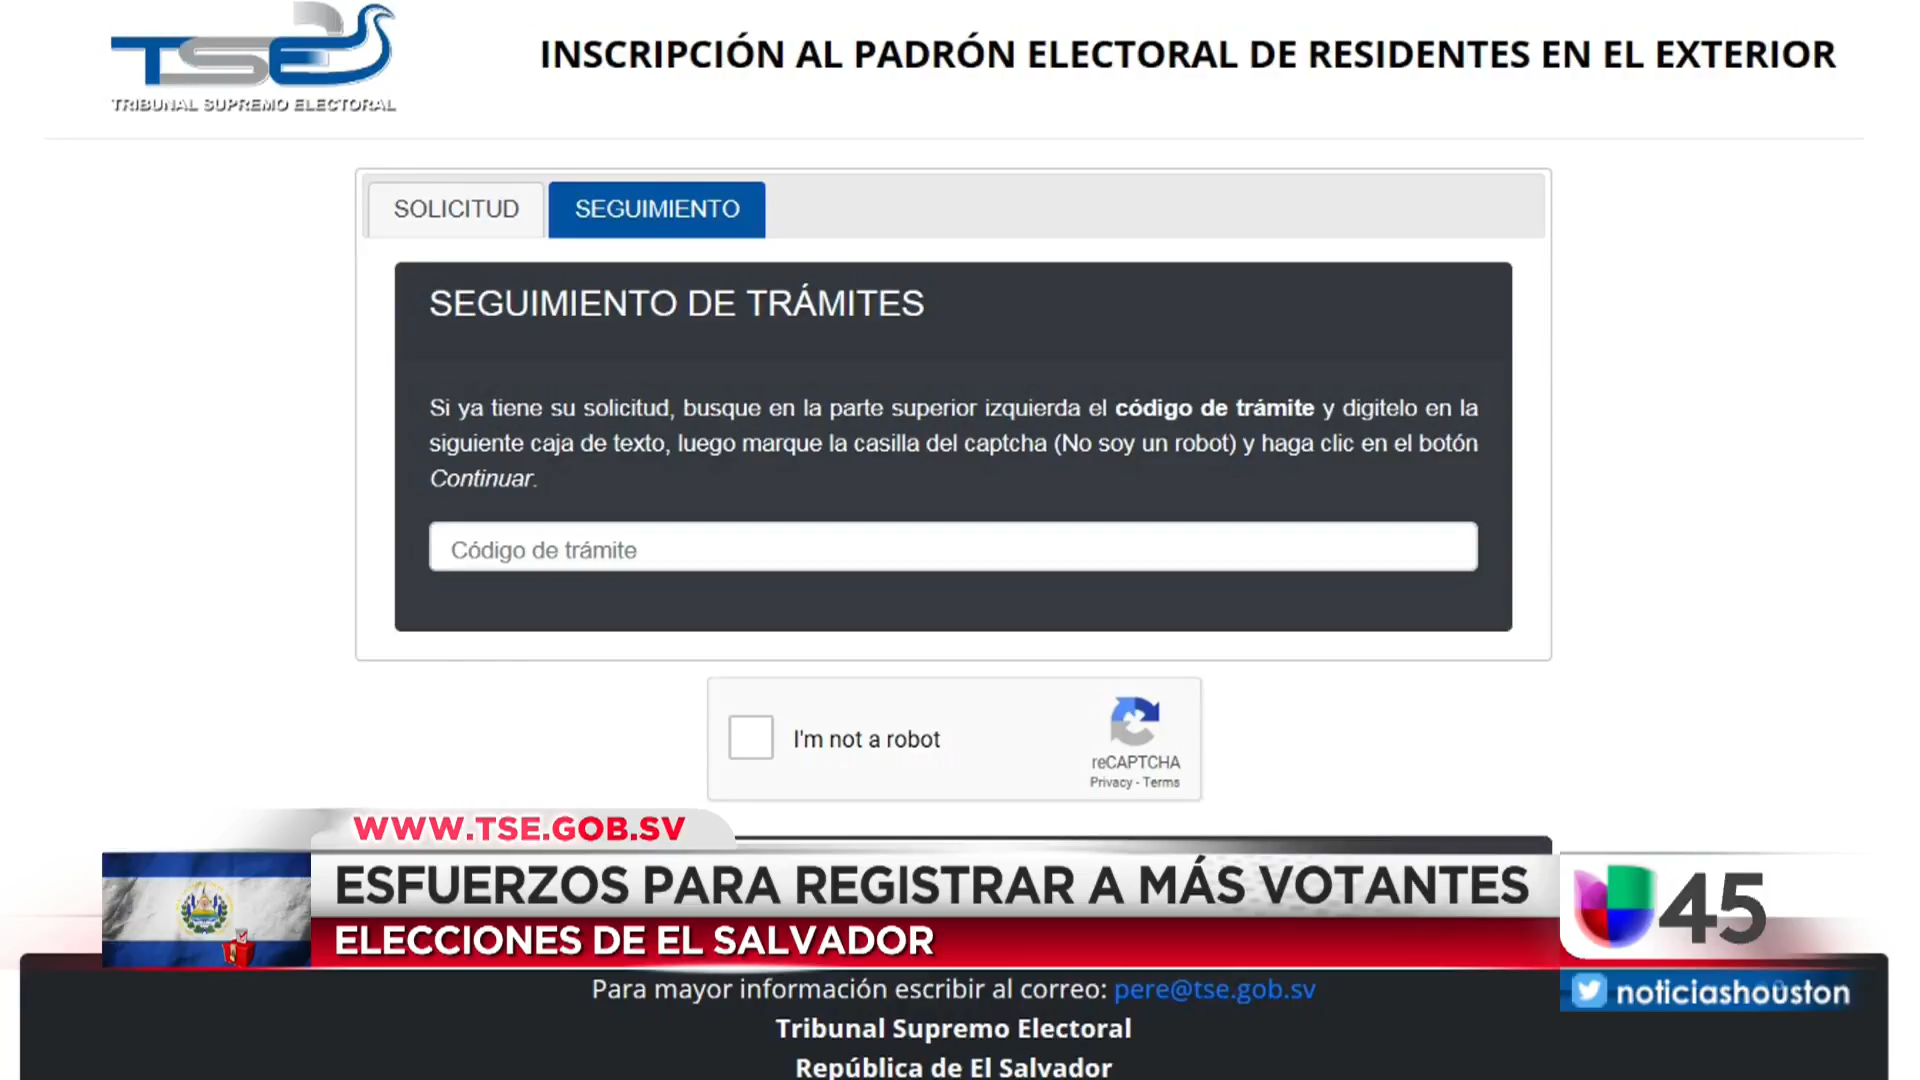 TSE
TRIBUNAL SUPREMO ELECTORAL
INSCRIPCIÓN AL PADRÓN ELECTORAL DE RESIDENTES EN EL EXTERIOR
SOLICITUD
SEGUIMIENTO
SEGUIMIENTO DE TRÁMITES
Si ya tiene su solicitud, busque en la parte superior izquierda el código de trámite y digitelo en la
siguiente caja de texto, luego marque la casilla del captcha (No soy un robot) y haga clic en el botón
Continuar.
Código de trámite
I'm not a robot
reCAPTCHA
Privacy - Terms
WWW.TSE.GOB.SV
ESFUERZOS PARA REGISTRAR A MÁS VOTANTES
ELECCIONES DE EL SALVADOR
45
noticiashouston
Para mayor información escribir al correo: pere@tse.gob.sv
Tribunal Supremo Electoral
República de El Salvador